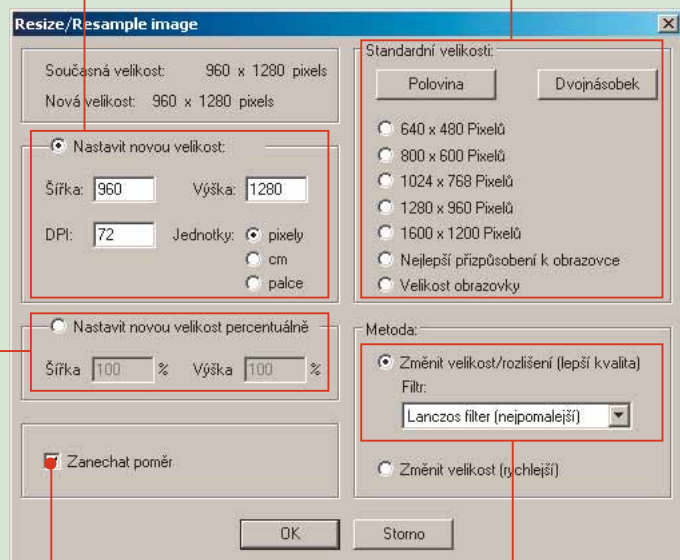 Resize/Resample image
Současná velikost: 960 x 1280 pixels
Nová velikost: 960 x 1280 pixels
Nastavit novou velikost:
Šířka: 960 Výška: 1280
DPI: 72 Jednotky: pixely
cm
palce
Nastavit novou velikost percentuálně
Šířka 100 % Výška 100 %
Zanechat poměr
Standardní velikosti:
Polovina Dvojnásobek
640 x 480 Pixelů
800 x 600 Pixelů
1024 x 768 Pixelů
1280 x 960 Pixelů
1600 x 1200 Pixelů
Nejlepší přizpůsobení k obrazovce
Velikost obrazovky
Metoda:
Změnit velikost/rozlišení (lepší kvalita)
Filtr:
Lanczos filter (nejpomalejší)
Změnit velikost (rychlejší)
OK Storno